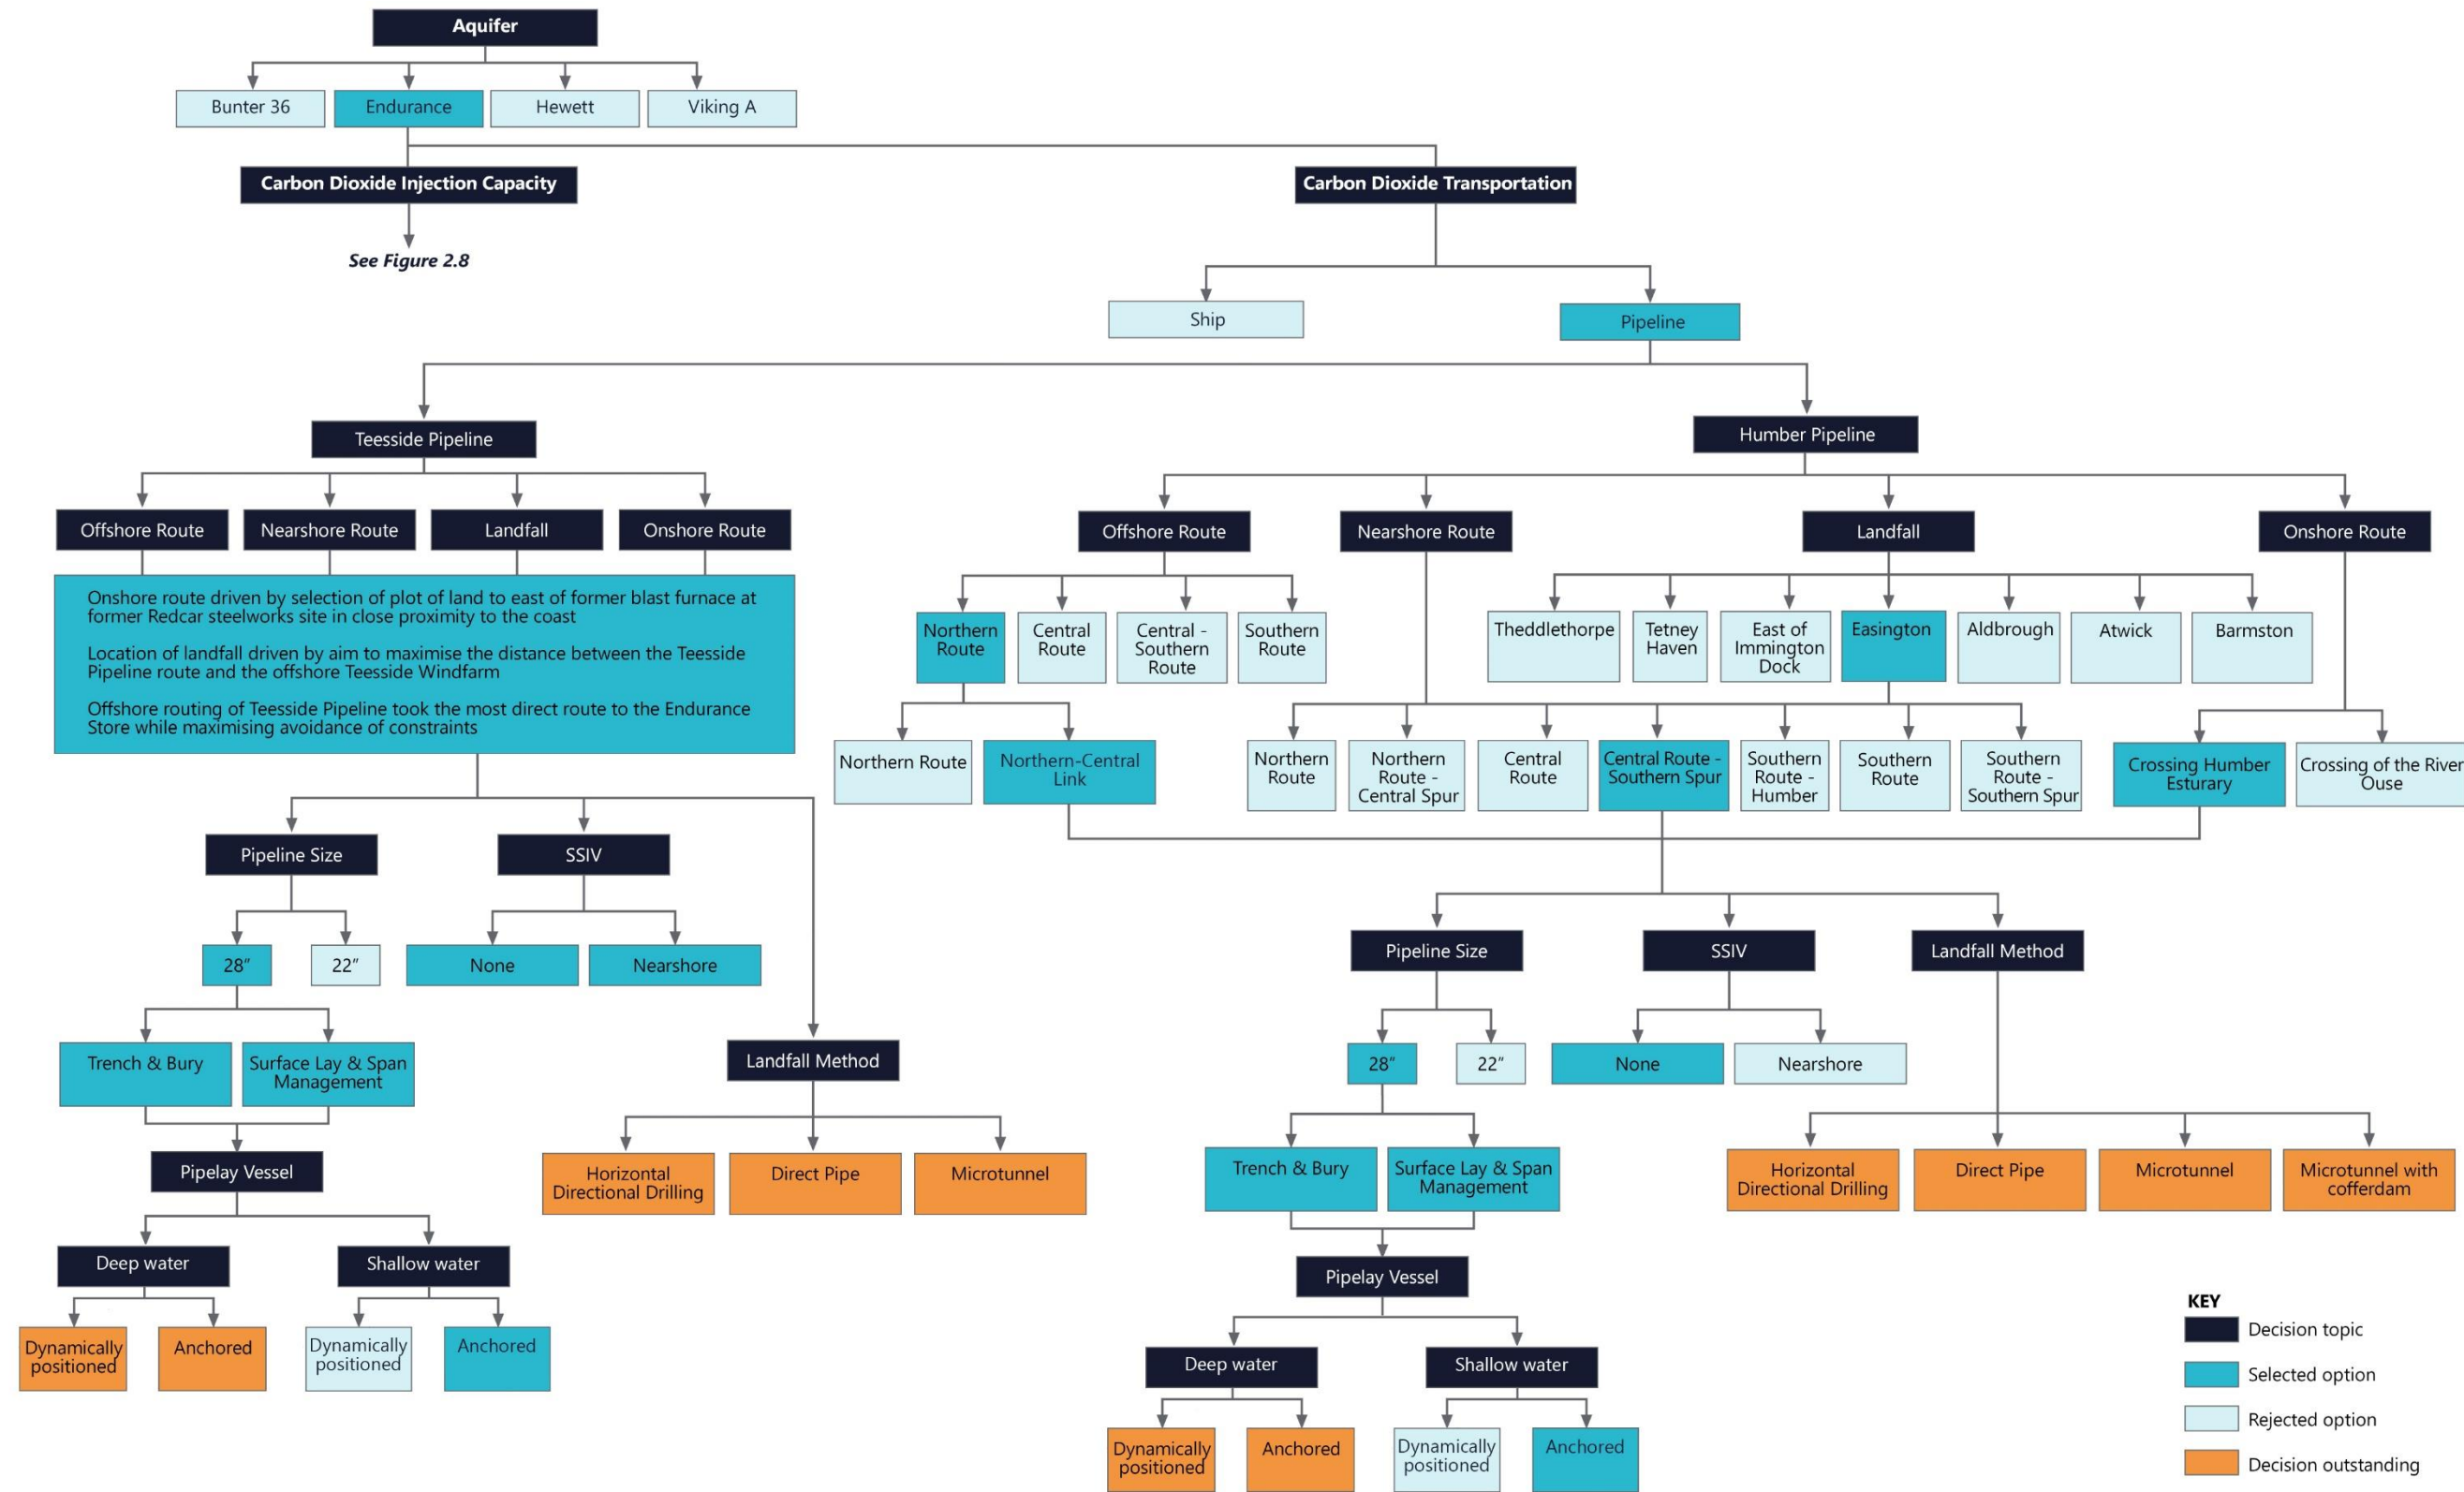 Aquifer
Bunter 36
Endurance
Hewett
Viking A
Carbon Dioxide Injection Capacity
Carbon Dioxide Transportation
See Figure 2.8
Ship
Pipeline
Teesside Pipeline
Humber Pipeline
Offshore Route
Nearshore Route
Landfall
Onshore Route
Onshore route driven by selection of plot of land to east of former blast furnace at
former Redcar steelworks site in close proximity to the coast
Location of landfall driven by aim to maximise the distance between the Teesside
Pipeline route and the offshore Teesside Windfarm
Offshore routing of Teesside Pipeline took the most direct route to the Endurance
Store while maximising avoidance of constraints
Offshore Route
Nearshore Route
Landfall
Onshore Route
Northern
Route
Central
Route
Central -
Southern
Route
Southern
Route
Theddlethorpe
Tetney
Haven
East of
Immington
Dock
Easington
Aldbrough
Atwick
Barmston
Northern Route
Northern-Central
Link
Northern
Route
Northern
Route -
Central Spur
Central
Route
Central Route -
Southern Spur
Southern
Route -
Humber
Southern
Route
Southern
Route -
Southern Spur
Crossing Humber
Esturary
Crossing of the River
Ouse
Pipeline Size
SSIV
28”
22”
None
Nearshore
Trench & Bury
Surface Lay & Span
Management
Landfall Method
Pipelay Vessel
Horizontal
Directional Drilling
Direct Pipe
Microtunnel
Deep water
Shallow water
Dynamically
positioned
Anchored
Dynamically
positioned
Anchored
Pipeline Size
SSIV
Landfall Method
28”
22”
None
Nearshore
Trench & Bury
Surface Lay & Span
Management
Horizontal
Directional Drilling
Direct Pipe
Microtunnel
Microtunnel with
cofferdam
Pipelay Vessel
Deep water
Shallow water
Dynamically
positioned
Anchored
Dynamically
positioned
Anchored
KEY
Decision topic
Selected option
Rejected option
Decision outstanding